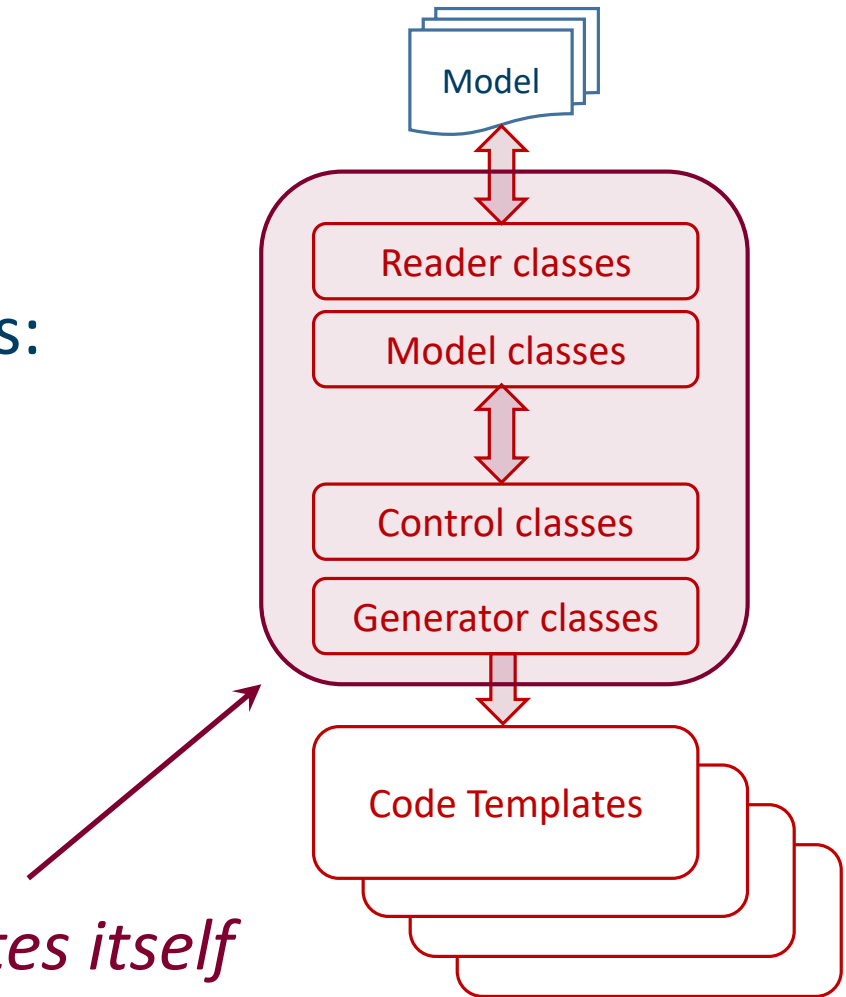 Model
Reader classes
s:
Model classes
Control classes
Generator classes
Code Templates
tes itself